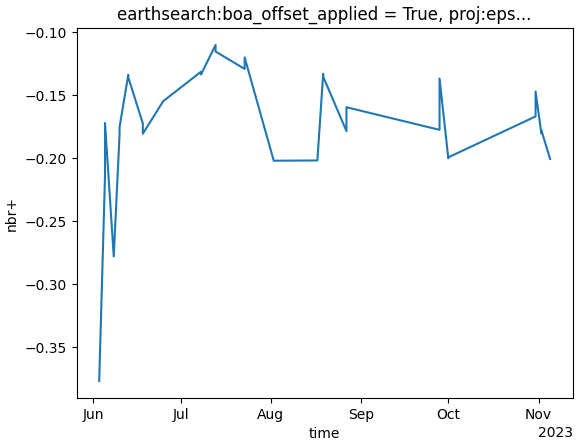 earthsearch:boa_offset_applied = True, proj:eps...
−0.10
−0.15
−0.20
−0.25
−0.30
−0.35
nbr+
Jun Jul Aug Sep Oct Nov
time
2023